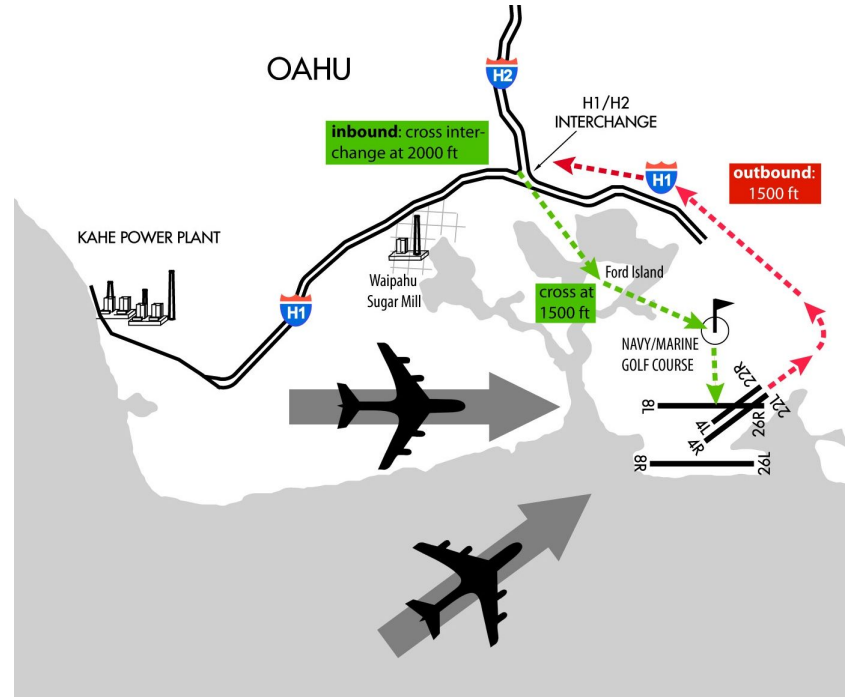 OAHU
H2
H1/H2
INTERCHANGE
inbound: cross inter-
change at 2000 ft
H1
outbound:
1500 ft
KAHE POWER PLANT
Waipahu
Sugar Mill
H1
Ford Island
cross at
1500 ft
NAVY/MARINE
GOLF COURSE
22R
22L
8L
4L
26R
4R
8R
26L